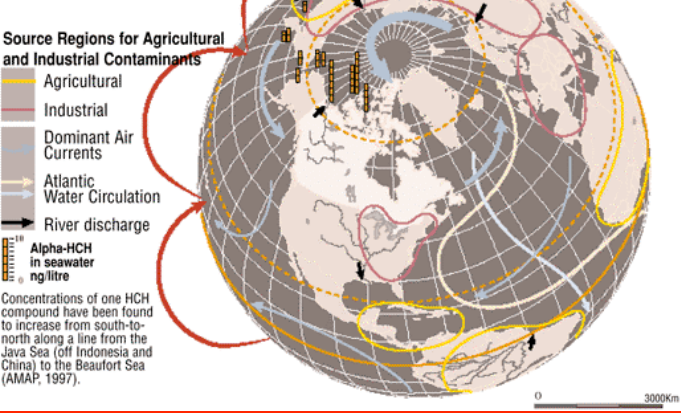 Source Regions for Agricultural
and Industrial Contaminants
Agricultural
Industrial
Dominant Air
Currents
Atlantic
Water Circulation
River discharge
10
Alpha-HCH
in seawater
ng/litre
0
Concentrations of one HCH
compound have been found
to increase from south-to-
north along a line from the
Java Sea (off Indonesia and
China) to the Beaufort Sea
(AMAP, 1997).
0
3000Km